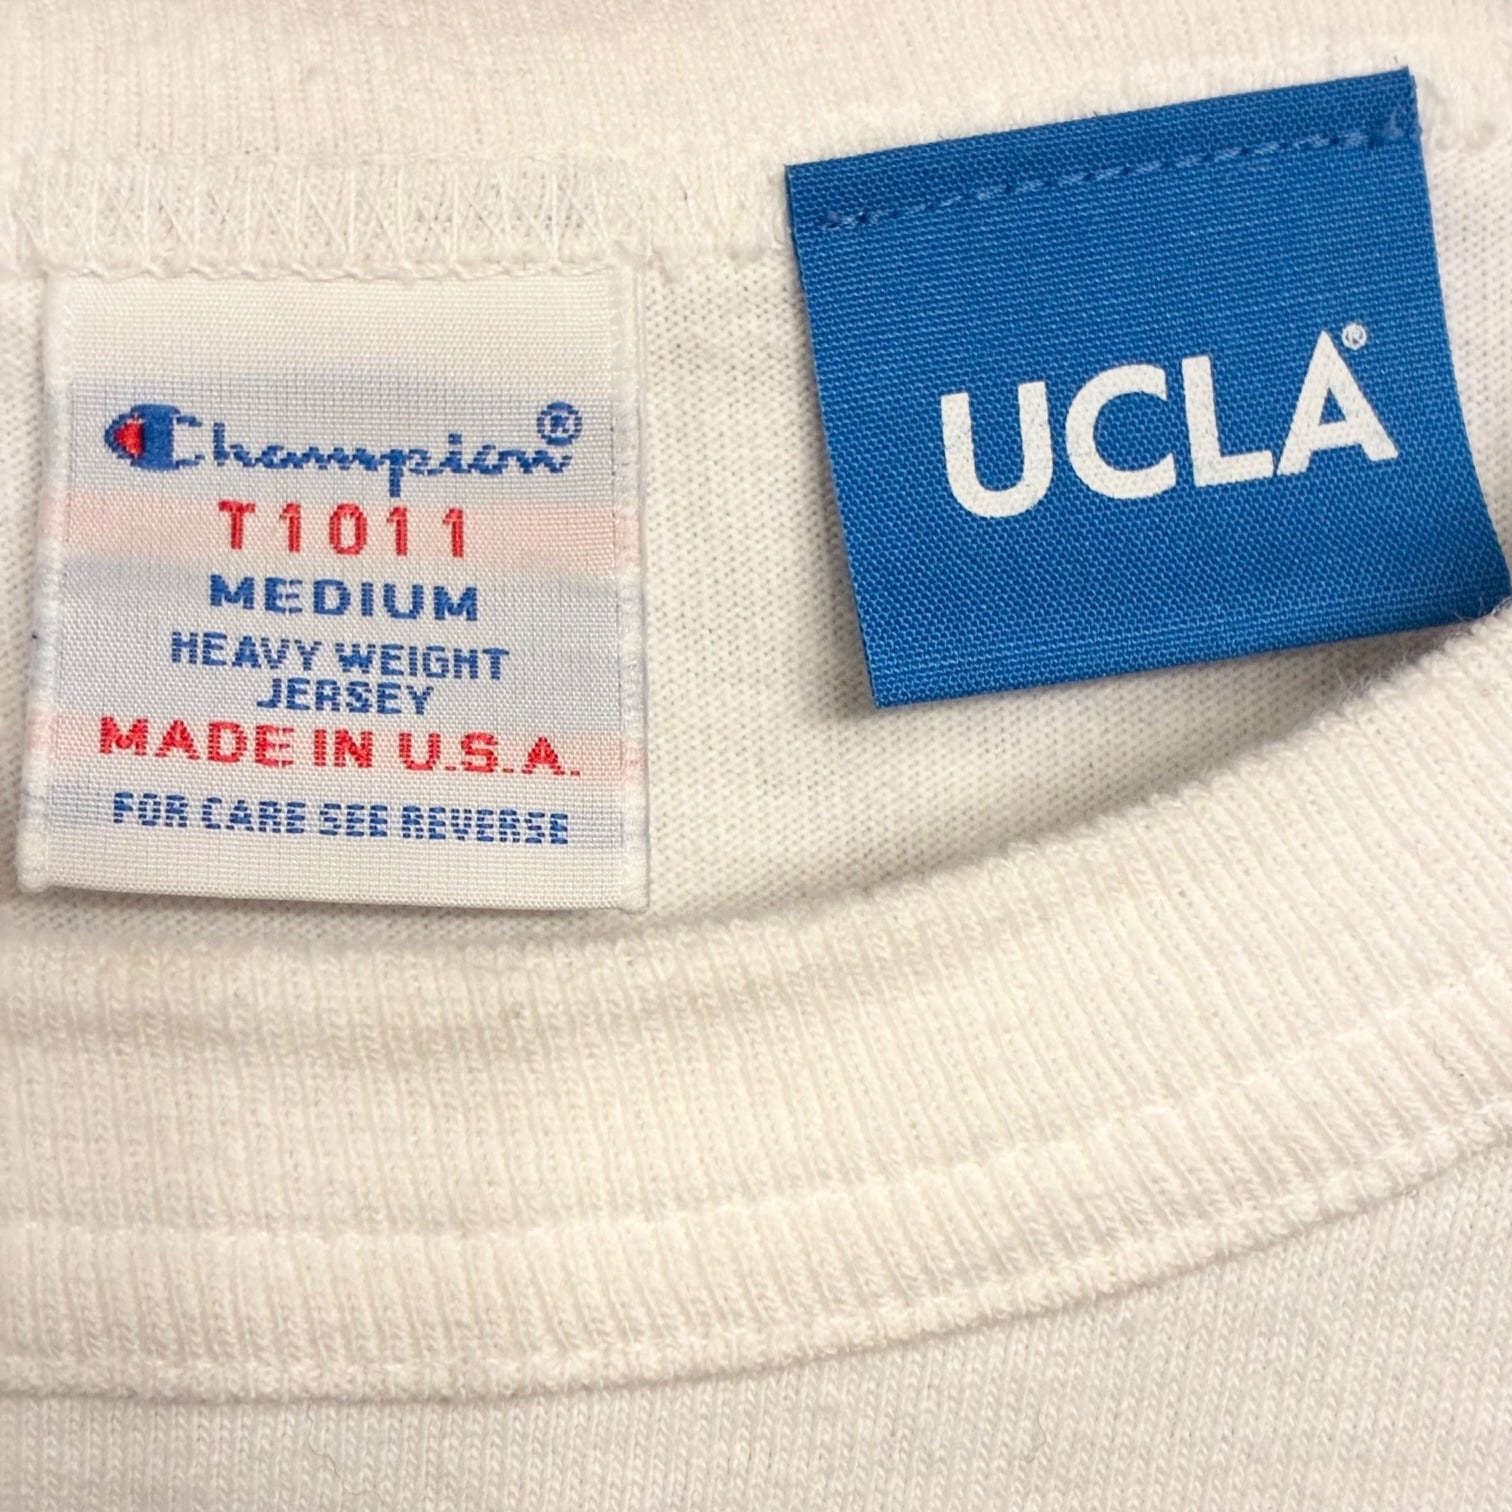 Champion®
T1011
MEDIUM
HEAVY WEIGHT
JERSEY
MADE IN U.S.A.
FOR CARE SEE REVERSE
UCLA®